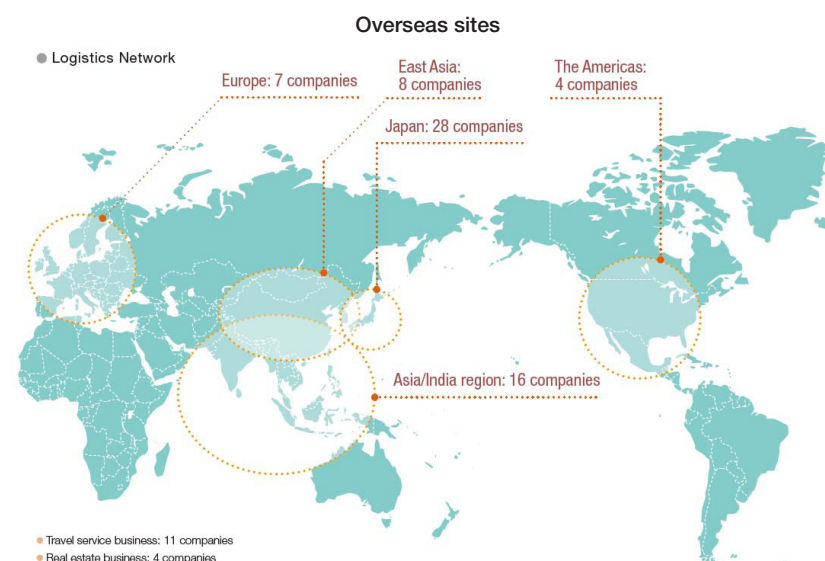 Overseas sites
Logistics Network
Europe: 7 companies
East Asia:
8 companies
The Americas:
4 companies
Japan: 28 companies
Asia/India region: 16 companies
Travel service business: 11 companies
Real estate business: 4 companies